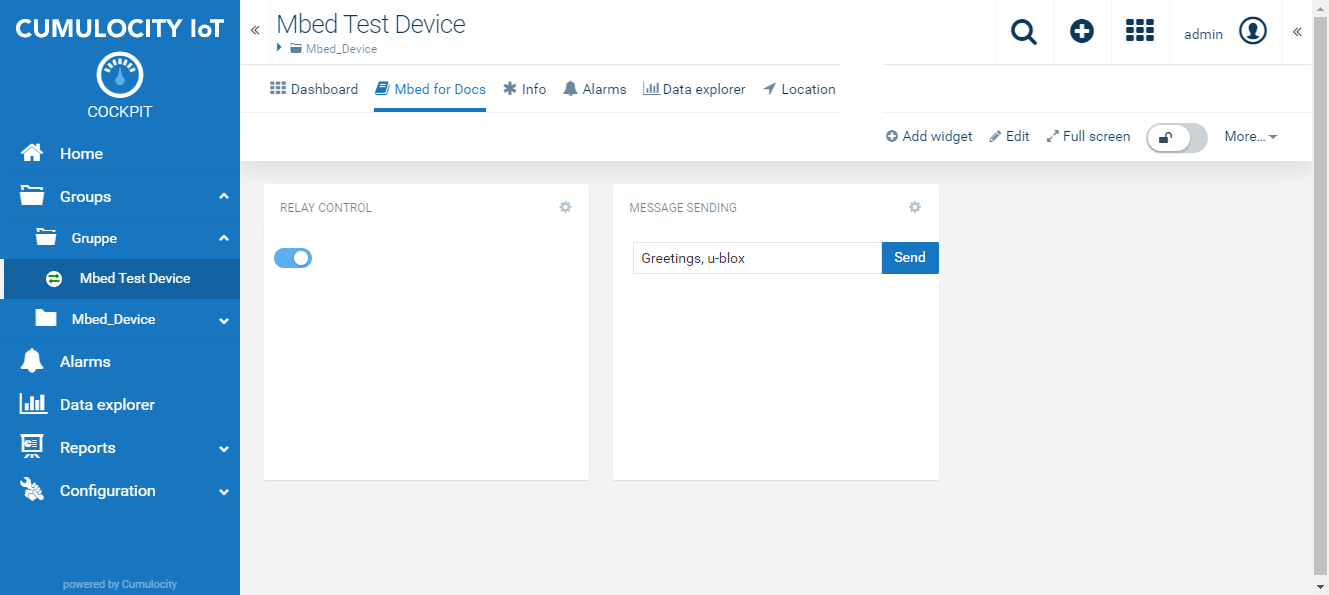 CUMULOCITY IoT
COCKPIT
Home
Groups
Gruppe
Mbed Test Device
Mbed_Device
Alarms
Data explorer
Reports
Configuration
powered by Cumulocity
Mbed Test Device
Mbed_Device
admin
Dashboard Mbed for Docs Info Alarms Data explorer Location
Add widget Edit Full screen More...
RELAY CONTROL
MESSAGE SENDING
Greetings, u-blox Send